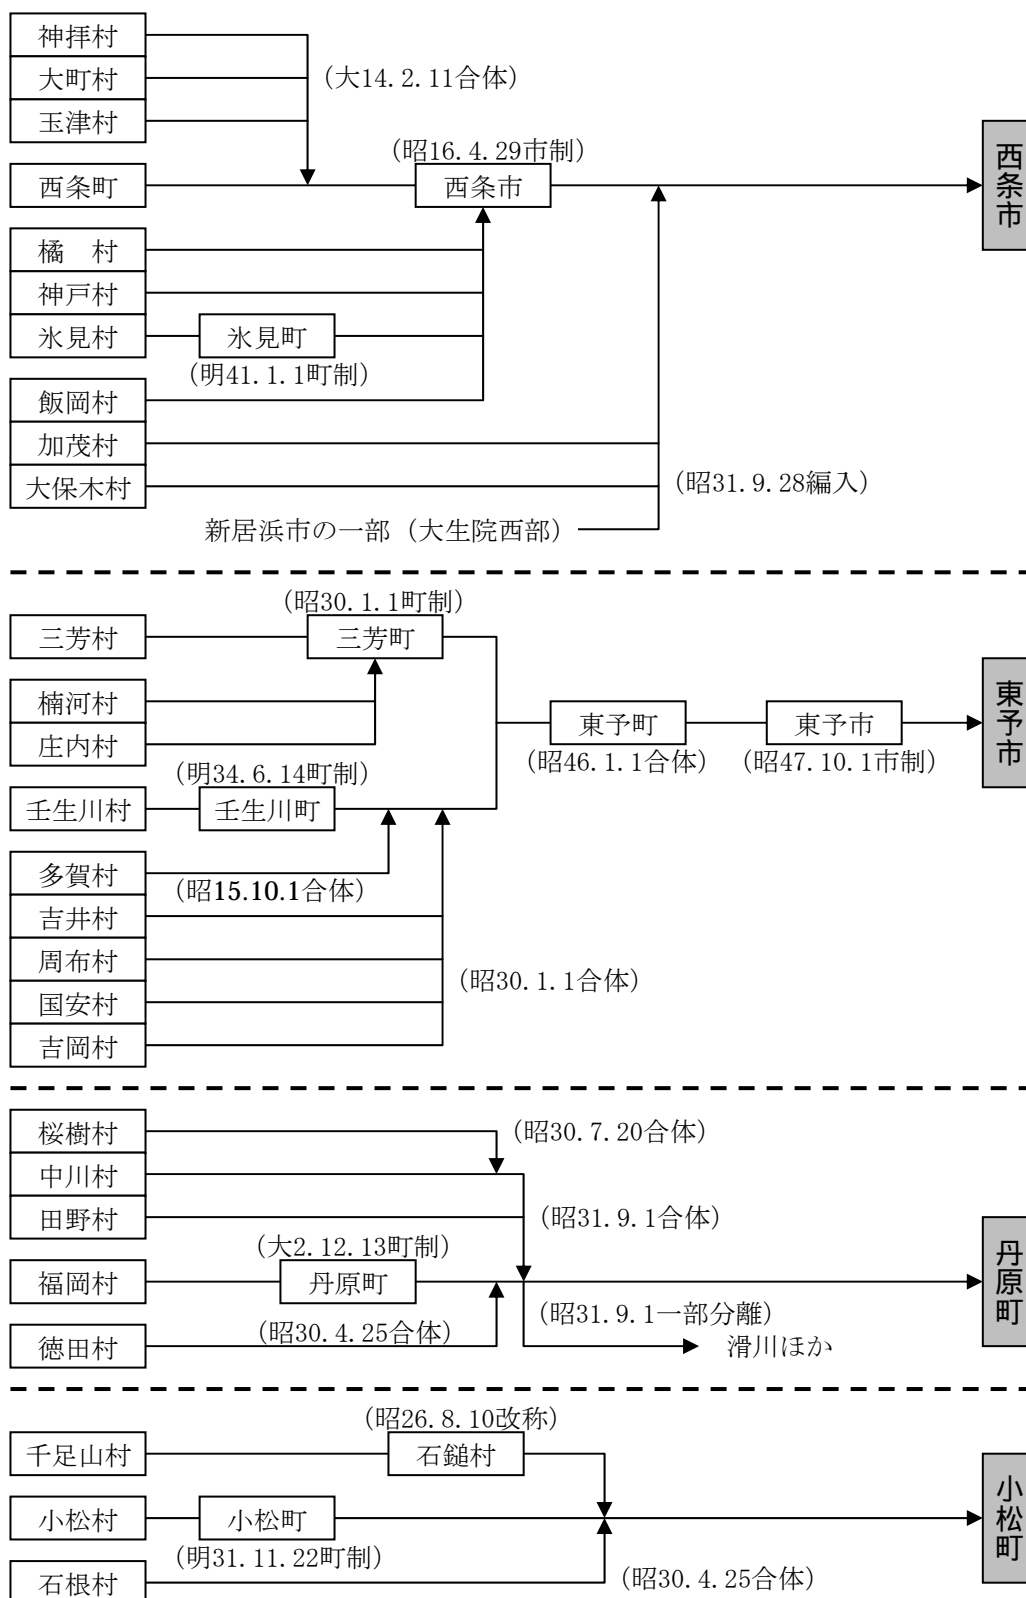 神拝村
大町村
(大14.2.11合体)
玉津村
(昭16.4.29市制)
西条町
西条市
西条市
橘　村
神戸村
氷見村
氷見町
(明41.1.1町制)
飯岡村
加茂村
大保木村
(昭31.9.28編入)
新居浜市の一部（大生院西部）
(昭30.1.1町制)
三芳村
三芳町
楠河村
庄内村
東予町
東予市
東予市
(昭46.1.1合体)
(昭47.10.1市制)
(明34.6.14町制)
壬生川村
壬生川町
多賀村
(昭15.10.1合体)
吉井村
周布村
(昭30.1.1合体)
国安村
吉岡村
桜樹村
(昭30.7.20合体)
中川村
田野村
(昭31.9.1合体)
(大2.12.13町制)
福岡村
丹原町
丹原町
(昭31.9.1一部分離)
(昭30.4.25合体)
徳田村
滑川ほか
(昭26.8.10改称)
千足山村
石鎚村
小松村
小松町
小松町
(明31.11.22町制)
(昭30.4.25合体)
石根村